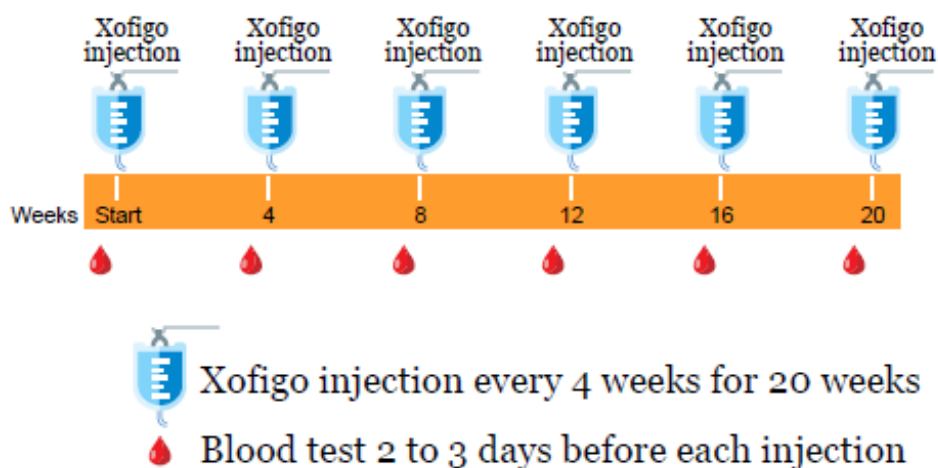 Xofigo injection Xofigo injection Xofigo injection Xofigo injection Xofigo injection Xofigo injection
Weeks Start 4 8 12 16 20
Xofigo injection every 4 weeks for 20 weeks
Blood test 2 to 3 days before each injection